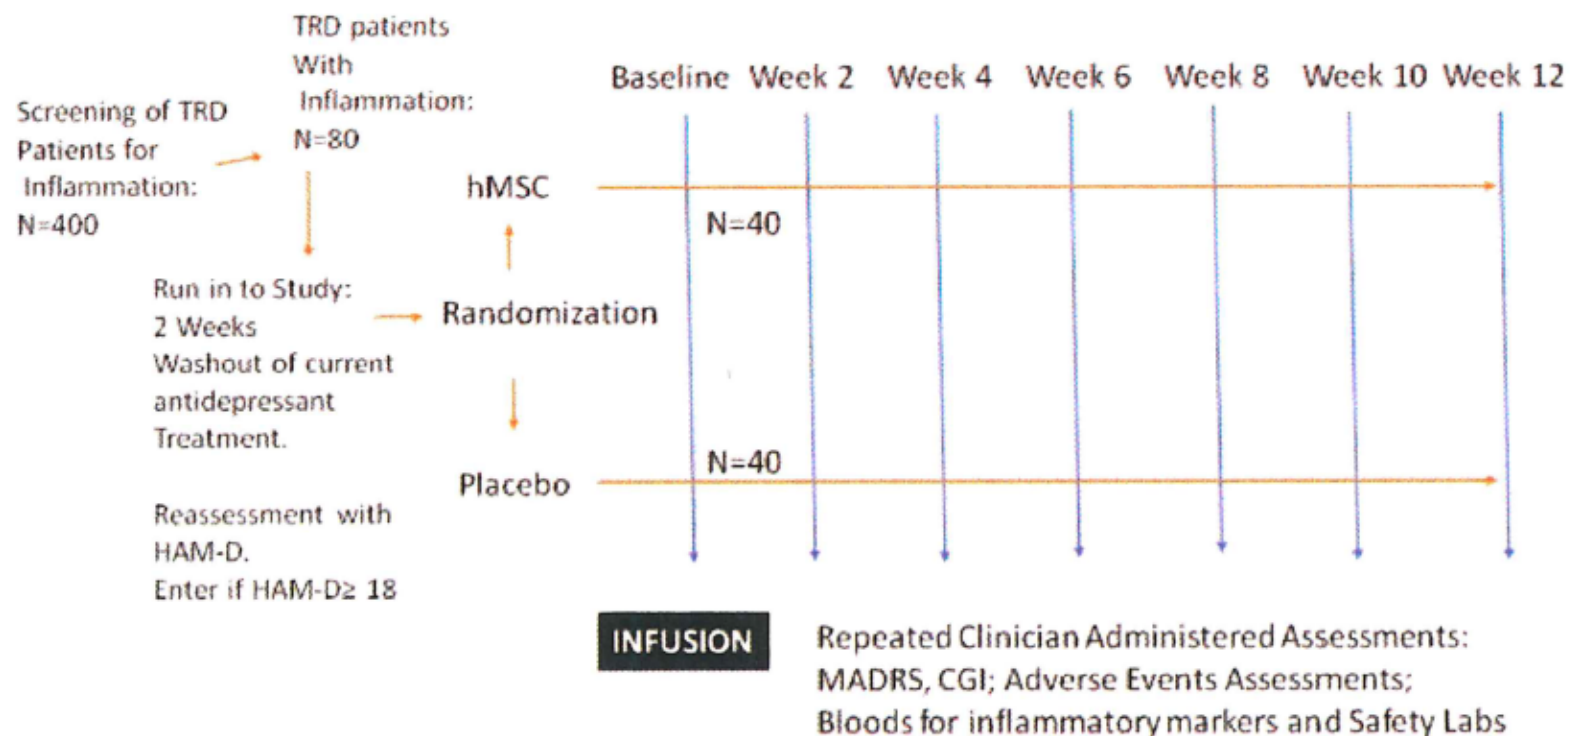 Screening of TRD
Patients for
Inflammation:
N=400
TRD patients
With
Inflammation:
N=80
Run in to Study:
2 Weeks
Washout of current
antidepressant
Treatment.
Reassessment with
HAM-D.
Enter if HAM-D≥ 18
Randomization
hMSC
Placebo
Baseline Week 2 Week 4 Week 6 Week 8 Week 10 Week 12
N=40
N=40
INFUSION
Repeated Clinician Administered Assessments:
MADRS, CGI; Adverse Events Assessments;
Bloods for inflammatory markers and Safety Labs